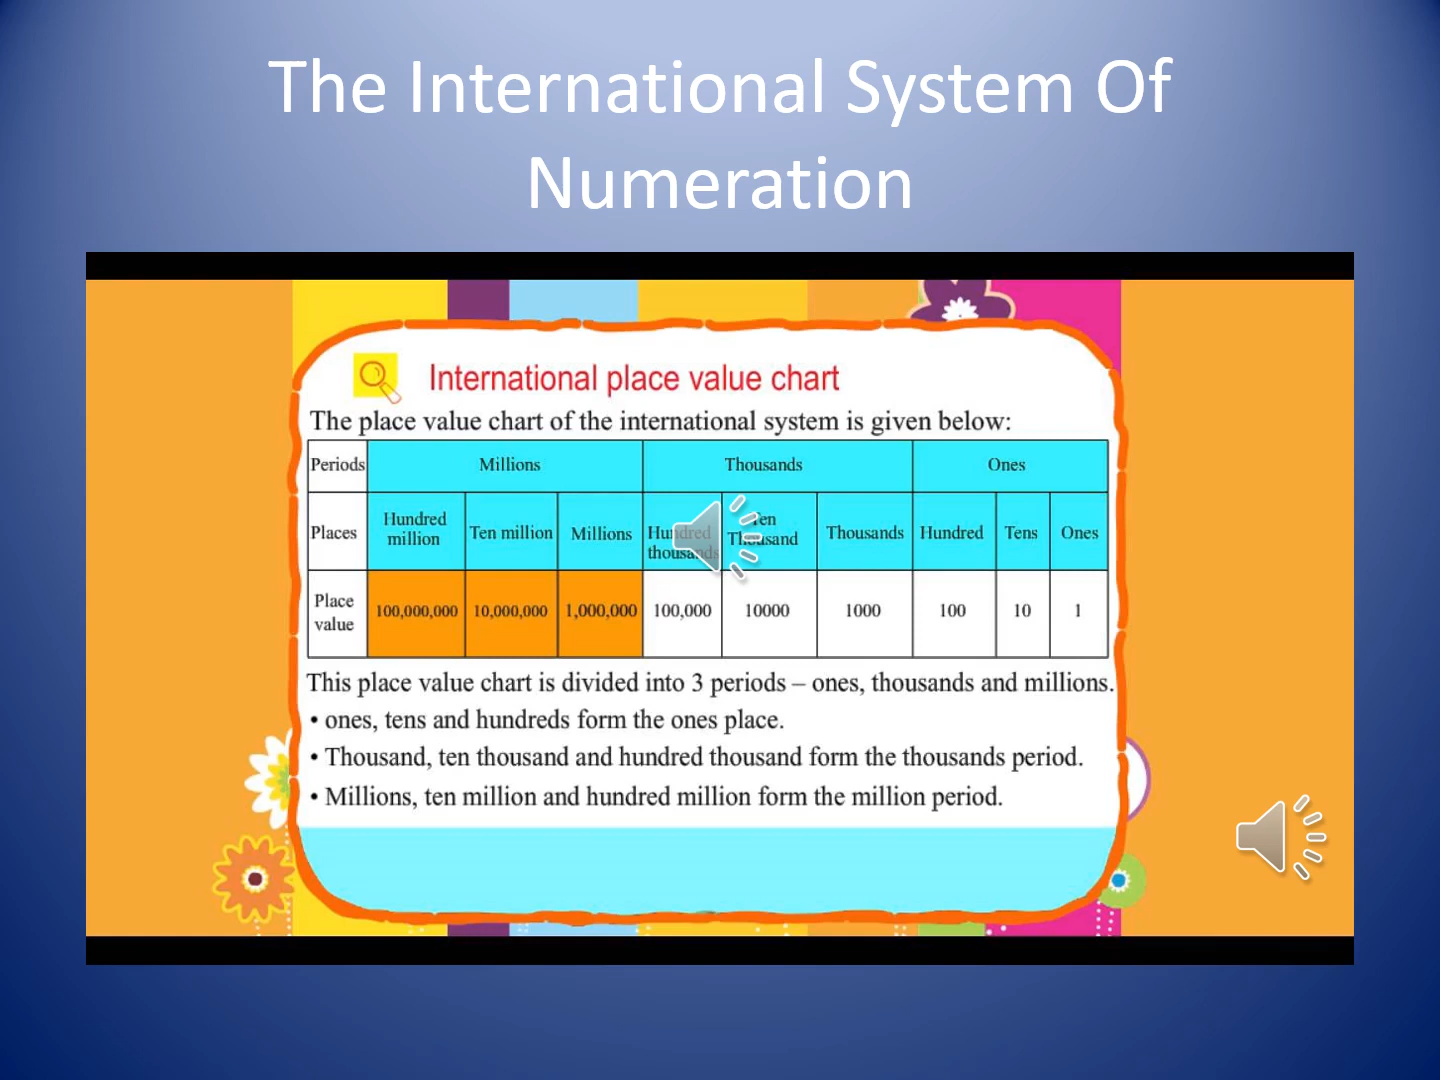 The International System Of
Numeration
International place value chart
The place value chart of the international system is given below:
Periods Millions Thousands Ones
Places Hundred million Ten million Millions Hundred thousands Ten Thousand Thousands Hundred Tens Ones
Place value 100,000,000 10,000,000 1,000,000 100,000 10000 1000 100 10 1
This place value chart is divided into 3 periods – ones, thousands and millions.
• ones, tens and hundreds form the ones place.
• Thousand, ten thousand and hundred thousand form the thousands period.
• Millions, ten million and hundred million form the million period.